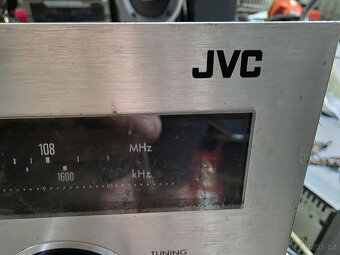 JVC
108 MHz
1600 kHz
TUNING